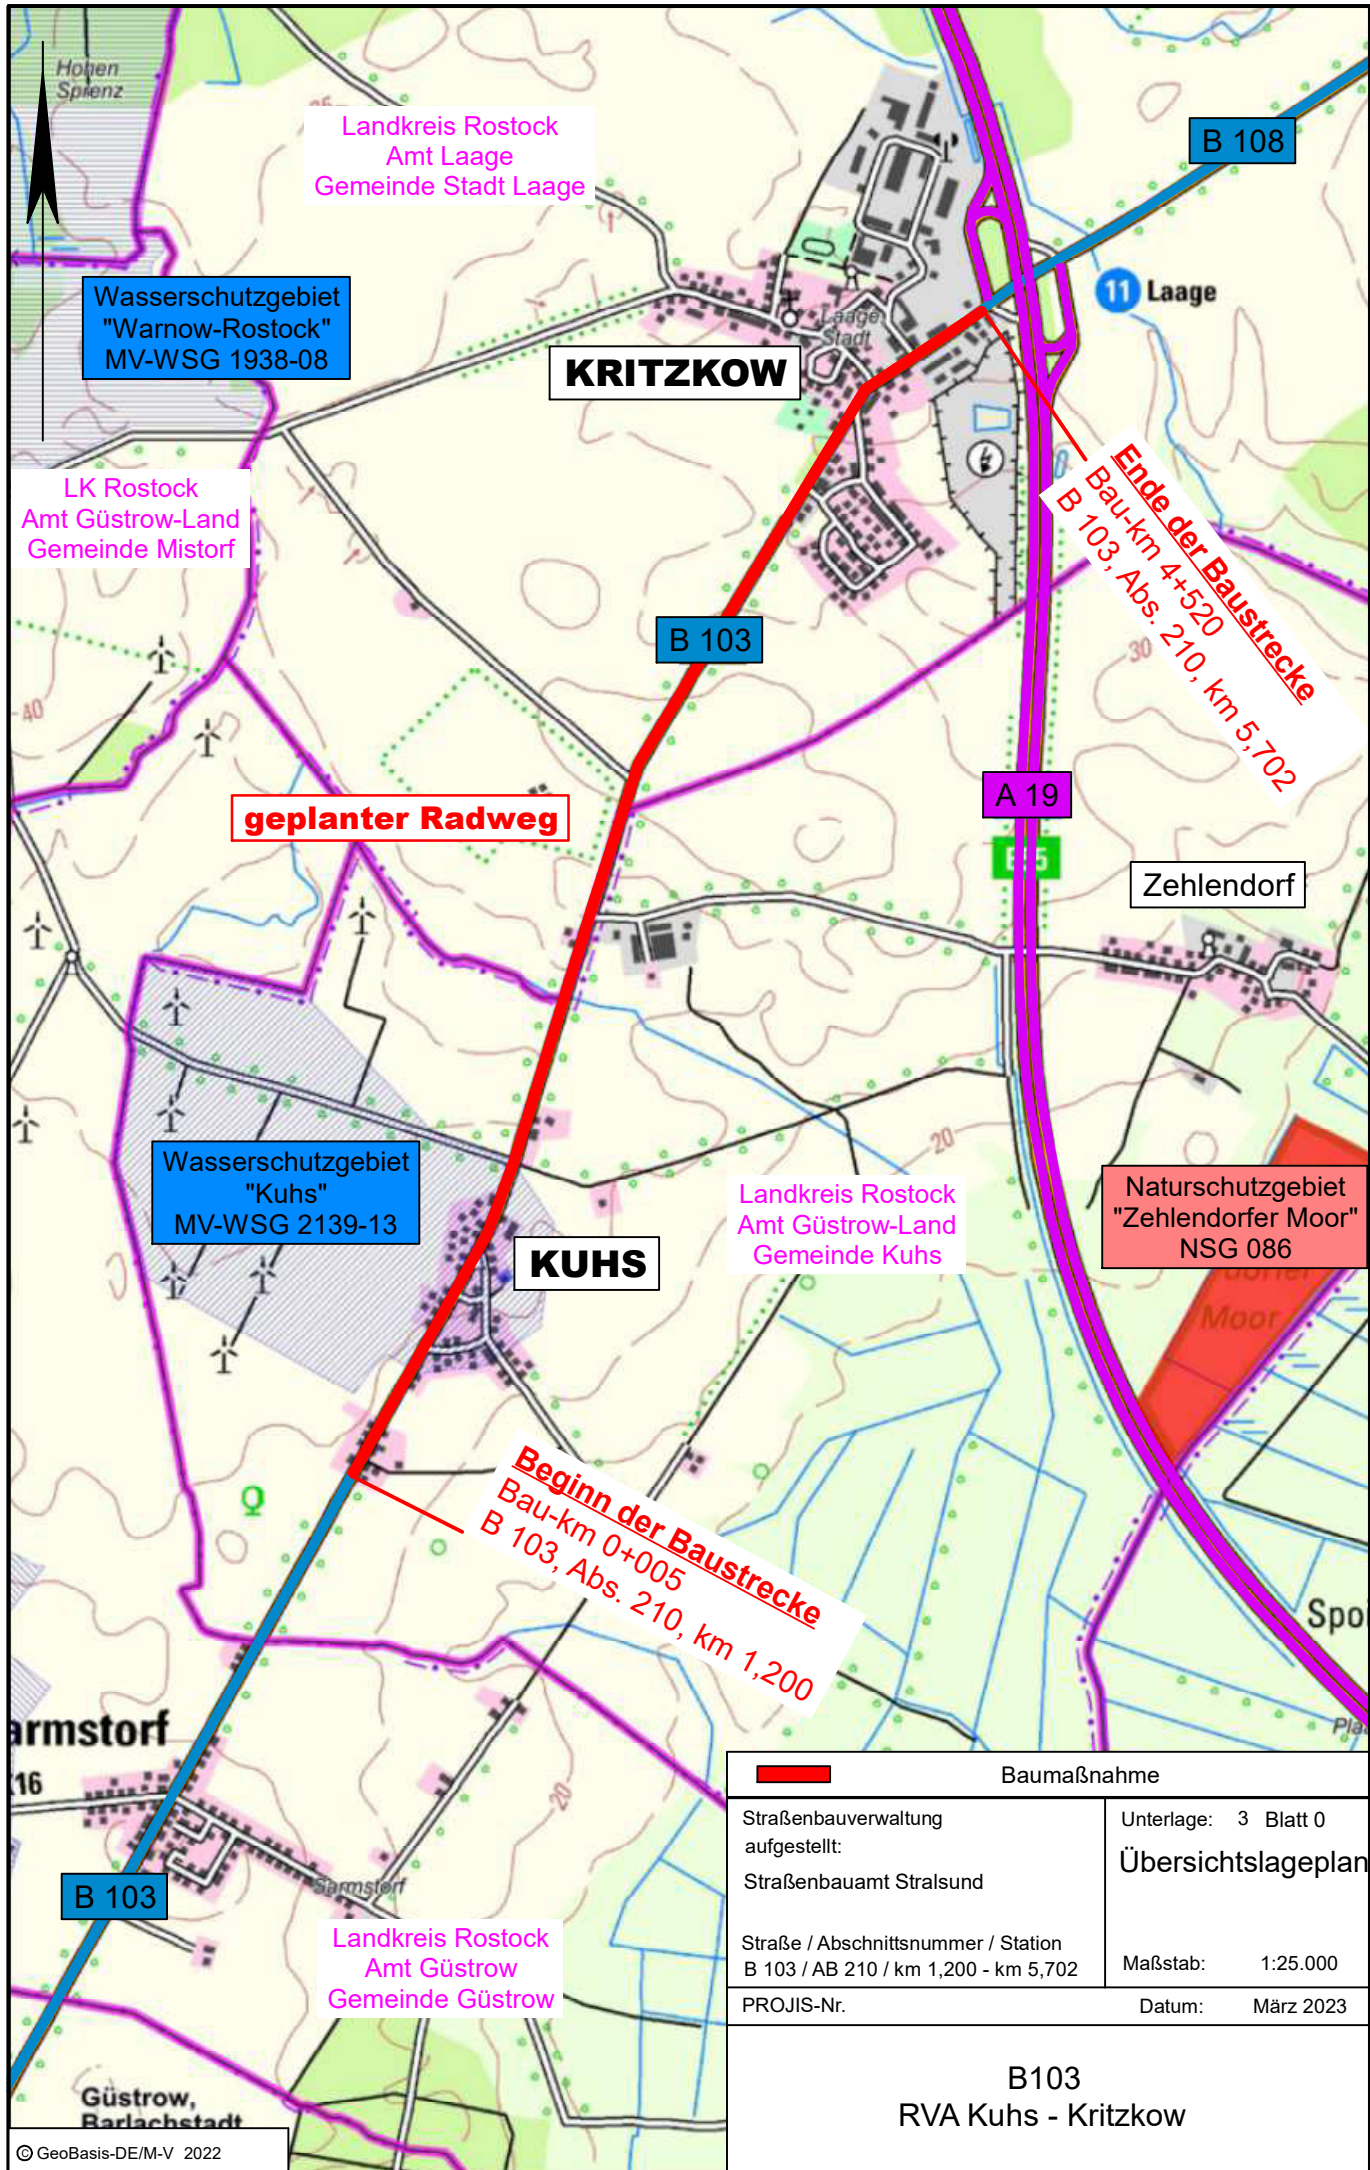 Hohen
Sprenz
Landkreis Rostock
Amt Laage
Gemeinde Stadt Laage
B 108
Wasserschutzgebiet
"Warnow-Rostock"
MV-WSG 1938-08
11 Laage
Laage
Stadt
KRITZKOW
LK Rostock
Amt Güstrow-Land
Gemeinde Mistorf
Ende der Baustrecke
Bau-km 4+520
B 103, Abs. 210, km 5,702
B 103
30
40
A 19
geplanter Radweg
Zehlendorf
20
Wasserschutzgebiet
"Kuhs"
MV-WSG 2139-13
Landkreis Rostock
Amt Güstrow-Land
Gemeinde Kuhs
Naturschutzgebiet
"Zehlendorfer Moor"
NSG 086
Moor
KUHS
Beginn der Baustrecke
Bau-km 0+005
B 103, Abs. 210, km 1,200
Spo
armstorf
16
20
B 103
Sarmstorf
Landkreis Rostock
Amt Güstrow
Gemeinde Güstrow
Güstrow,
Barlachstadt
© GeoBasis-DE/M-V 2022
Baumaßnahme
Straßenbauverwaltung
aufgestellt:
Straßenbauamt Stralsund
Unterlage: 3 Blatt 0
Übersichtslageplan
Straße / Abschnittsnummer / Station
B 103 / AB 210 / km 1,200 - km 5,702
Maßstab: 1:25.000
PROJIS-Nr.
Datum: März 2023
B103
RVA Kuhs - Kritzkow